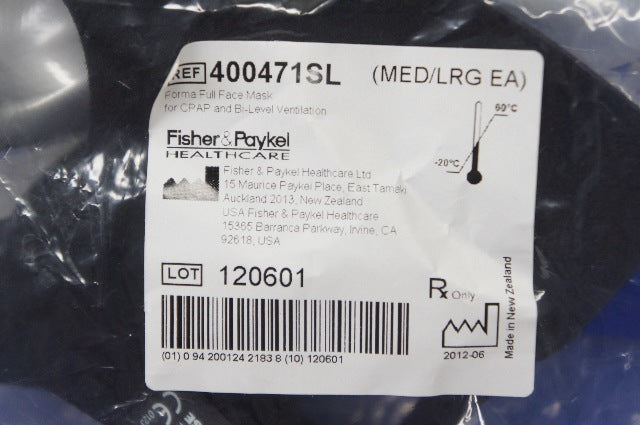 REF 400471SL (MED/LRG EA)
Forma Full Face Mask
for CPAP and Bi-Level Ventilation
60°C
-20°C
Fisher & Paykel
HEALTHCARE
Fisher & Paykel Healthcare Ltd
15 Maurice Paykel Place, East Tamaki
Auckland 2013, New Zealand
USA Fisher & Paykel Healthcare
15365 Barranca Parkway, Irvine, CA
92618, USA
LOT 120601
Rx Only
Made in New Zealand
2012-06
(01) 0 94 200124 2183 8 (10) 120601
CE